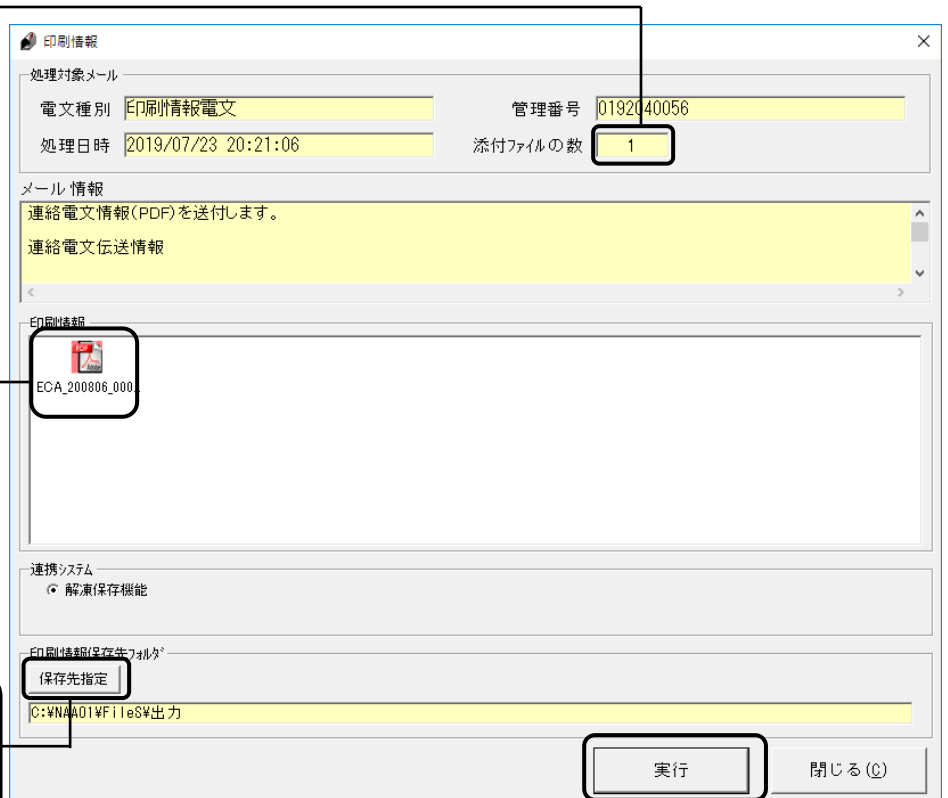 印刷情報
処理対象メール
電文種別 印刷情報電文 管理番号 0192040056
処理日時 2019/07/23 20:21:06 添付ファイルの数 1
メール 情報
連絡電文情報(PDF)を送付します。
連絡電文伝送情報
印刷情報
ECA_200806_000...
連携システム
解凍保存機能
印刷情報保存先フォルダ
保存先指定
C:¥NAA01¥FileS¥出力
実行 閉じる(C)